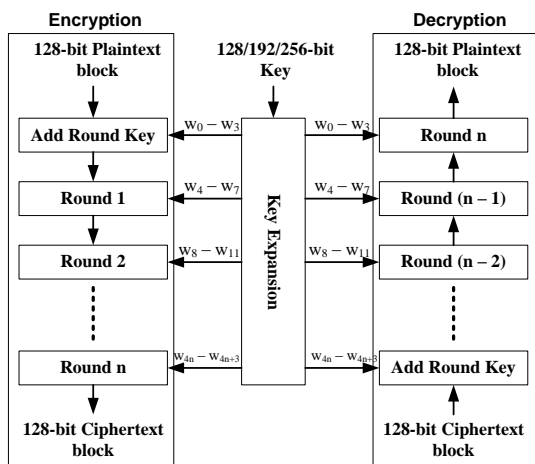 Encryption
Decryption
128-bit Plaintext
block
128/192/256-bit
Key
128-bit Plaintext
block
Add Round Key
w0 – w3
w0 – w3
Round n
Round 1
w4 – w7
w4 – w7
Round (n – 1)
Round 2
w8 – w11
w8 – w11
Round (n – 2)
Key Expansion
Round n
w4n – w4n+3
w4n – w4n+3
Add Round Key
128-bit Ciphertext
block
128-bit Ciphertext
block